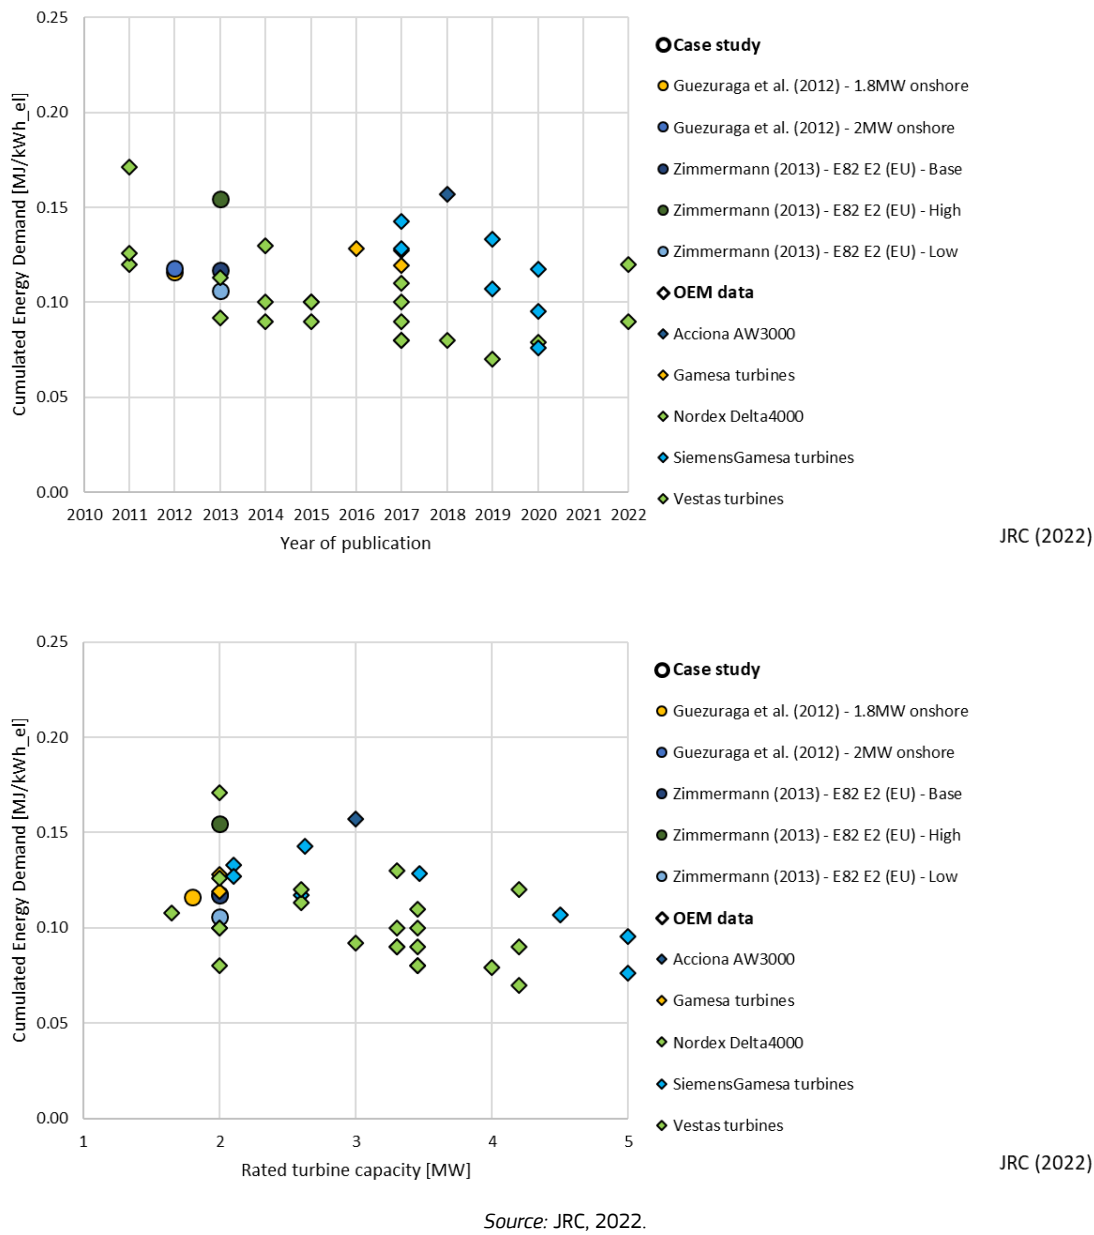 0.25
0.20
0.15
0.10
0.05
0.00
Cumulated Energy Demand [MJ/kWh_el]
2010 2011 2012 2013 2014 2015 2016 2017 2018 2019 2020 2021 2022
Year of publication
Case study
Guezuraga et al. (2012) - 1.8MW onshore
Guezuraga et al. (2012) - 2MW onshore
Zimmermann (2013) - E82 E2 (EU) - Base
Zimmermann (2013) - E82 E2 (EU) - High
Zimmermann (2013) - E82 E2 (EU) - Low
OEM data
Acciona AW3000
Gamesa turbines
Nordex Delta4000
SiemensGamesa turbines
Vestas turbines
JRC (2022)
0.25
0.20
0.15
0.10
0.05
0.00
Cumulated Energy Demand [MJ/kWh_el]
1 2 3 4 5
Rated turbine capacity [MW]
Case study
Guezuraga et al. (2012) - 1.8MW onshore
Guezuraga et al. (2012) - 2MW onshore
Zimmermann (2013) - E82 E2 (EU) - Base
Zimmermann (2013) - E82 E2 (EU) - High
Zimmermann (2013) - E82 E2 (EU) - Low
OEM data
Acciona AW3000
Gamesa turbines
Nordex Delta4000
SiemensGamesa turbines
Vestas turbines
JRC (2022)
Source: JRC, 2022.